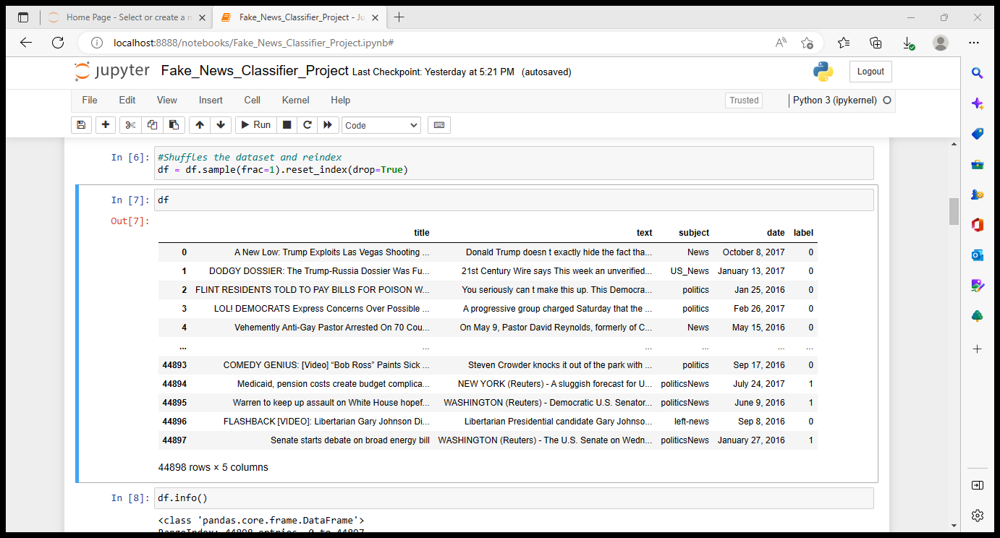 Home Page - Select or create a n
Fake_News_Classifier_Project - Ju
localhost:8888/notebooks/Fake_News_Classifier_Project.ipynb#
jupyter Fake_News_Classifier_Project Last Checkpoint: Yesterday at 5:21 PM (autosaved)
Logout
File Edit View Insert Cell Kernel Help
Trusted
Python 3 (ipykernel)
Run
Code
In [6]: #Shuffles the dataset and reindex
df = df.sample(frac=1).reset_index(drop=True)
In [7]: df
Out[7]:
title text subject date label
0 A New Low: Trump Exploits Las Vegas Shooting ... Donald Trump doesn t exactly hide the fact tha... News October 8, 2017 0
1 DODGY DOSSIER: The Trump-Russia Dossier Was Fu... 21st Century Wire says This week an unverified... US_News January 13, 2017 0
2 FLINT RESIDENTS TOLD TO PAY BILLS FOR POISON W... You seriously can t make this up. This Democra... politics Jan 25, 2016 0
3 LOL! DEMOCRATS Express Concerns Over Possible ... A progressive group charged Saturday that the ... politics Feb 26, 2017 0
4 Vehemently Anti-Gay Pastor Arrested On 70 Cou... On May 9, Pastor David Reynolds, formerly of C... News May 15, 2016 0
... ... ... ... ... ...
44893 COMEDY GENIUS: [Video] “Bob Ross” Paints Sick ... Steven Crowder knocks it out of the park with ... politics Sep 17, 2016 0
44894 Medicaid, pension costs create budget complica... NEW YORK (Reuters) - A sluggish forecast for U... politicsNews July 24, 2017 1
44895 Warren to keep up assault on White House hopef... WASHINGTON (Reuters) - Democratic U.S. Senator... politicsNews June 9, 2016 1
44896 FLASHBACK [VIDEO]: Libertarian Gary Johnson Di... Libertarian Presidential candidate Gary Johnso... left-news Sep 8, 2016 0
44897 Senate starts debate on broad energy bill WASHINGTON (Reuters) - The U.S. Senate on Wedn... politicsNews January 27, 2016 1
44898 rows × 5 columns
In [8]: df.info()
<class 'pandas.core.frame.DataFrame'>
RangeIndex: 44898 entries, 0 to 44897